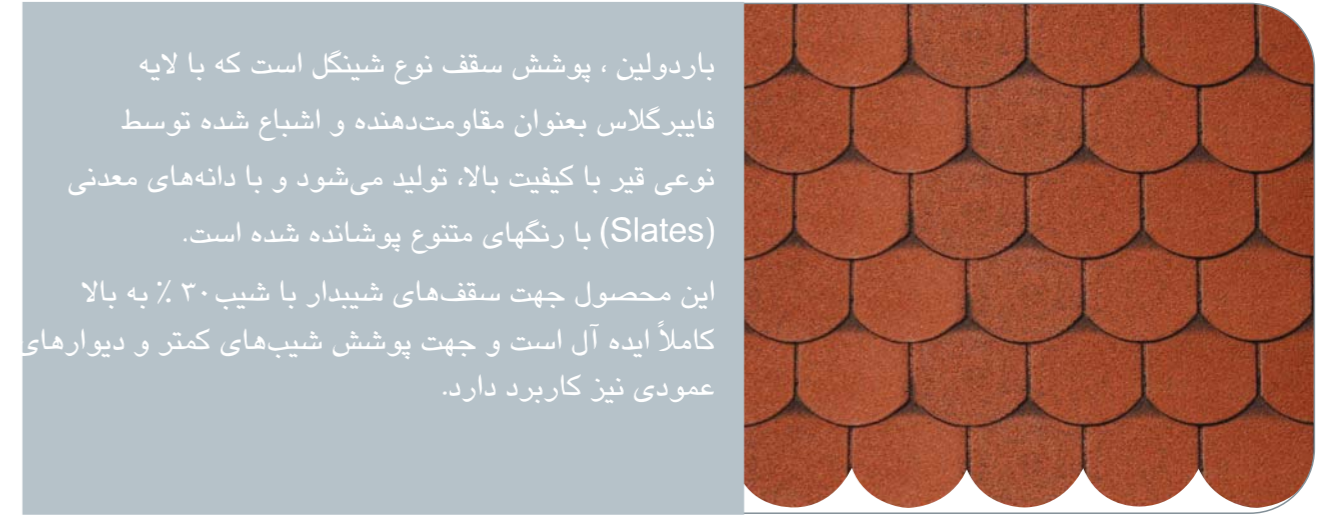 باردولین ، پوشش سقف نوع شینگل است که با لایه
فایبرگلاس بعنوان مقاومت‌دهنده و اشباع شده توسط
نوعی قیر با کیفیت بالا، تولید می‌شود و با دانه‌های معدنی
(Slates) با رنگهای متنوع پوشانده شده است.
این محصول جهت سقف‌های شیبدار با شیب۳۰ ٪ به بالا
کاملاً ایده آل است و جهت پوشش شیب‌های کمتر و دیوارهای
عمودی نیز کاربرد دارد.